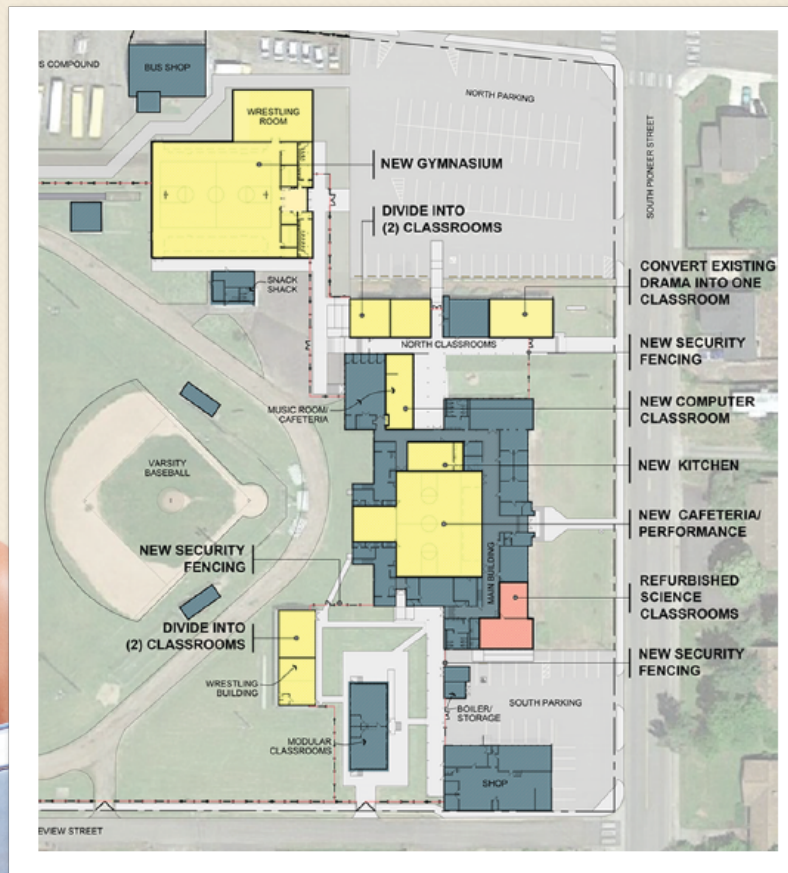 S COMPOUND
BUS SHOP
NORTH PARKING
WRESTLING
ROOM
NEW GYMNASIUM
DIVIDE INTO
(2) CLASSROOMS
SOUTH PIONEER STREET
SNACK
SHACK
CONVERT EXISTING
DRAMA INTO ONE
CLASSROOM
NORTH CLASSROOMS
NEW SECURITY
FENCING
MUSIC ROOM/
CAFETERIA
NEW COMPUTER
CLASSROOM
VARSITY
BASEBALL
NEW KITCHEN
NEW CAFETERIA/
PERFORMANCE
NEW SECURITY
FENCING
MAIN BUILDING
REFURBISHED
SCIENCE
CLASSROOMS
DIVIDE INTO
(2) CLASSROOMS
WRESTLING
BUILDING
NEW SECURITY
FENCING
BOILER/
STORAGE
SOUTH PARKING
MODULAR
CLASSROOMS
SHOP
EVIEW STREET